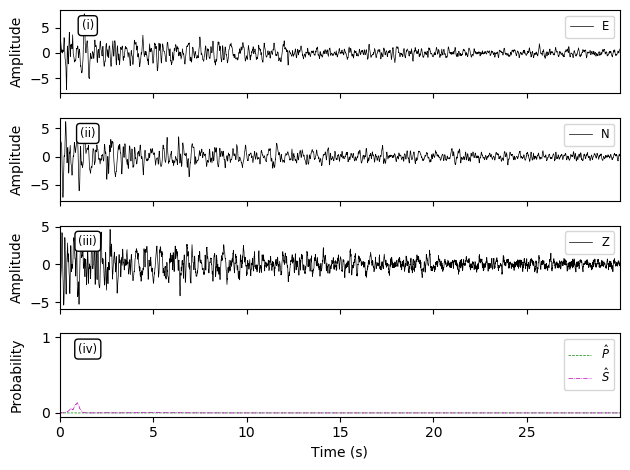 Amplitude
5
0
−5
(i)
E
Amplitude
5
0
−5
(ii)
N
Amplitude
5
0
−5
(iii)
Z
Probability
1
0
(iv)
P̂
Ŝ
0 5 10 15 20 25
Time (s)